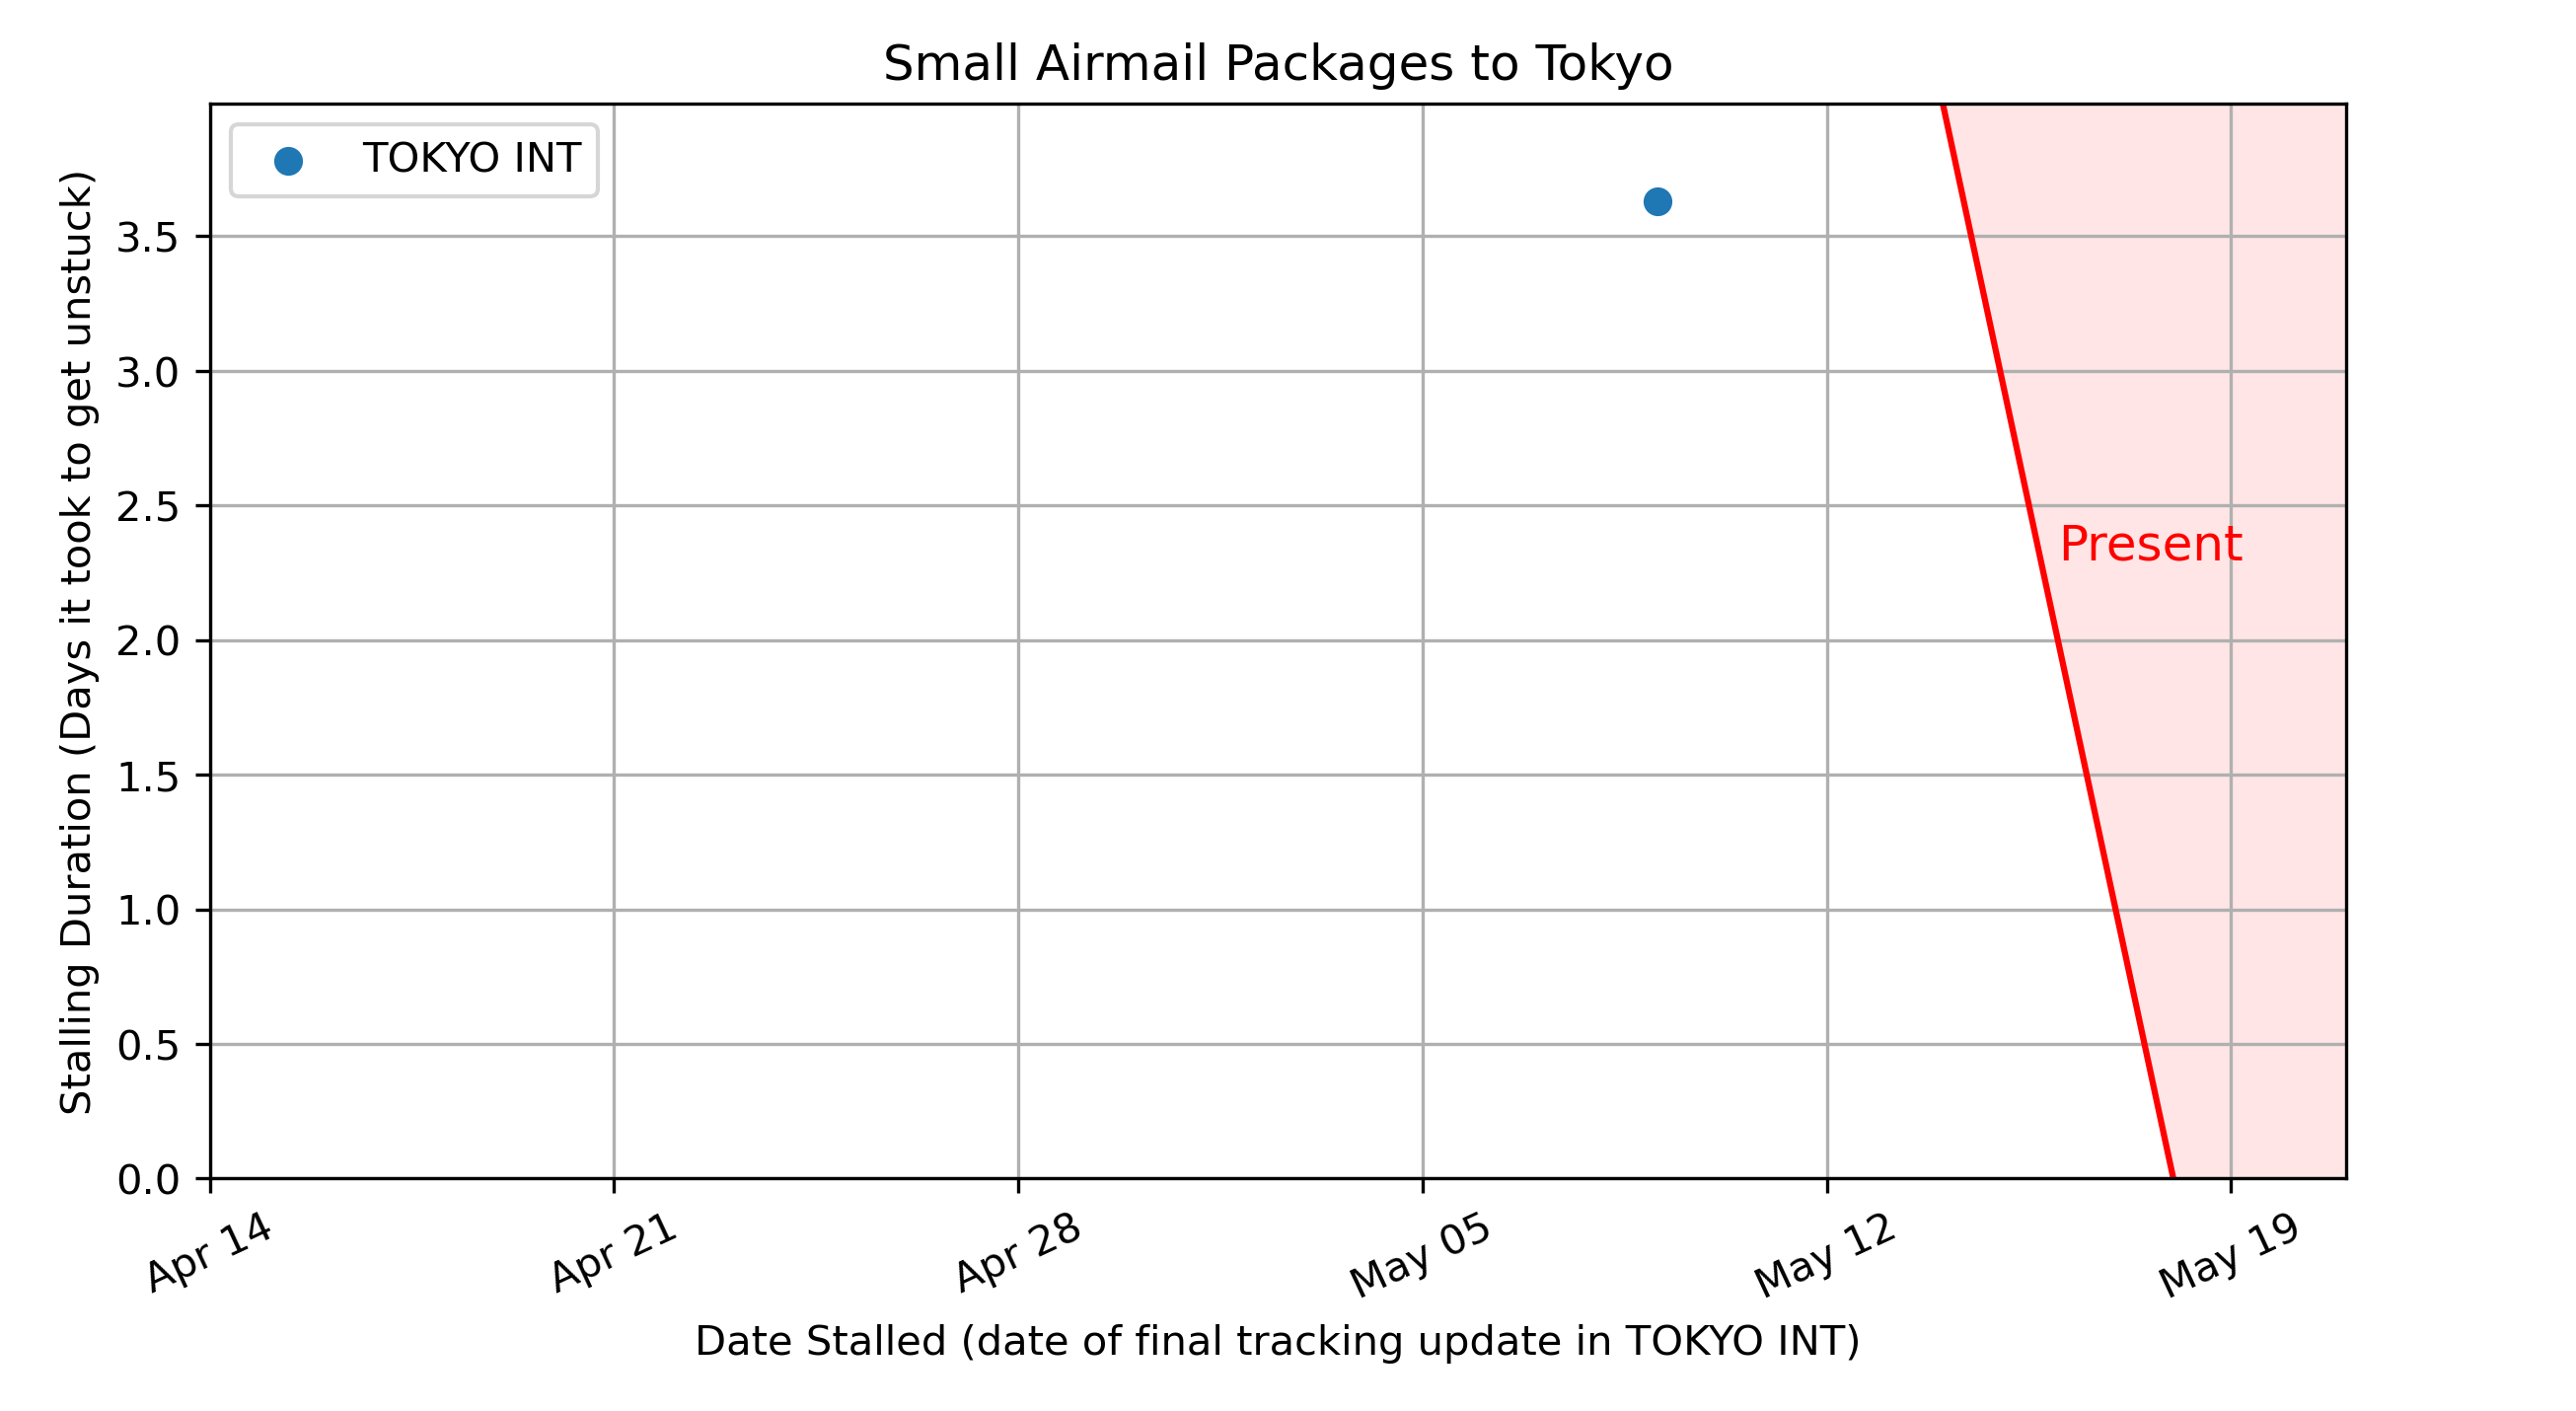 Small Airmail Packages to Tokyo
TOKYO INT
Stalling Duration (Days it took to get unstuck)
3.5
3.0
2.5
2.0
1.5
1.0
0.5
0.0
Present
Apr 14
Apr 21
Apr 28
May 05
May 12
May 19
Date Stalled (date of final tracking update in TOKYO INT)